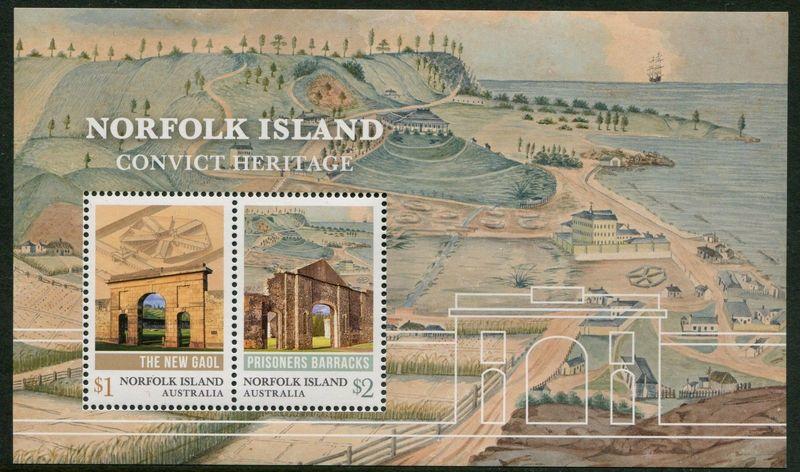 NORFOLK ISLAND
CONVICT HERITAGE
THE NEW GAOL
$1 NORFOLK ISLAND
AUSTRALIA
PRISONERS BARRACKS
NORFOLK ISLAND $2
AUSTRALIA